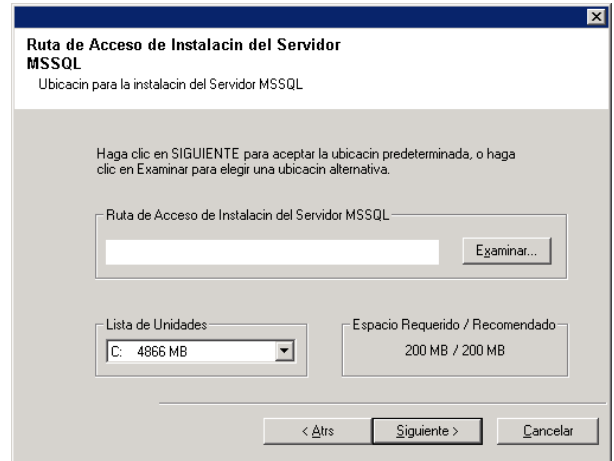 Ruta de Acceso de Instalacin del Servidor
MSSQL
Ubicacin para la instalacin del Servidor MSSQL
Haga clic en SIGUIENTE para aceptar la ubicacin predeterminada, o haga
clic en Examinar para elegir una ubicacin alternativa.
Ruta de Acceso de Instalacin del Servidor MSSQL
Examinar...
Lista de Unidades
C: 4866 MB
Espacio Requerido / Recomendado
200 MB / 200 MB
< Atrs
Siguiente >
Cancelar